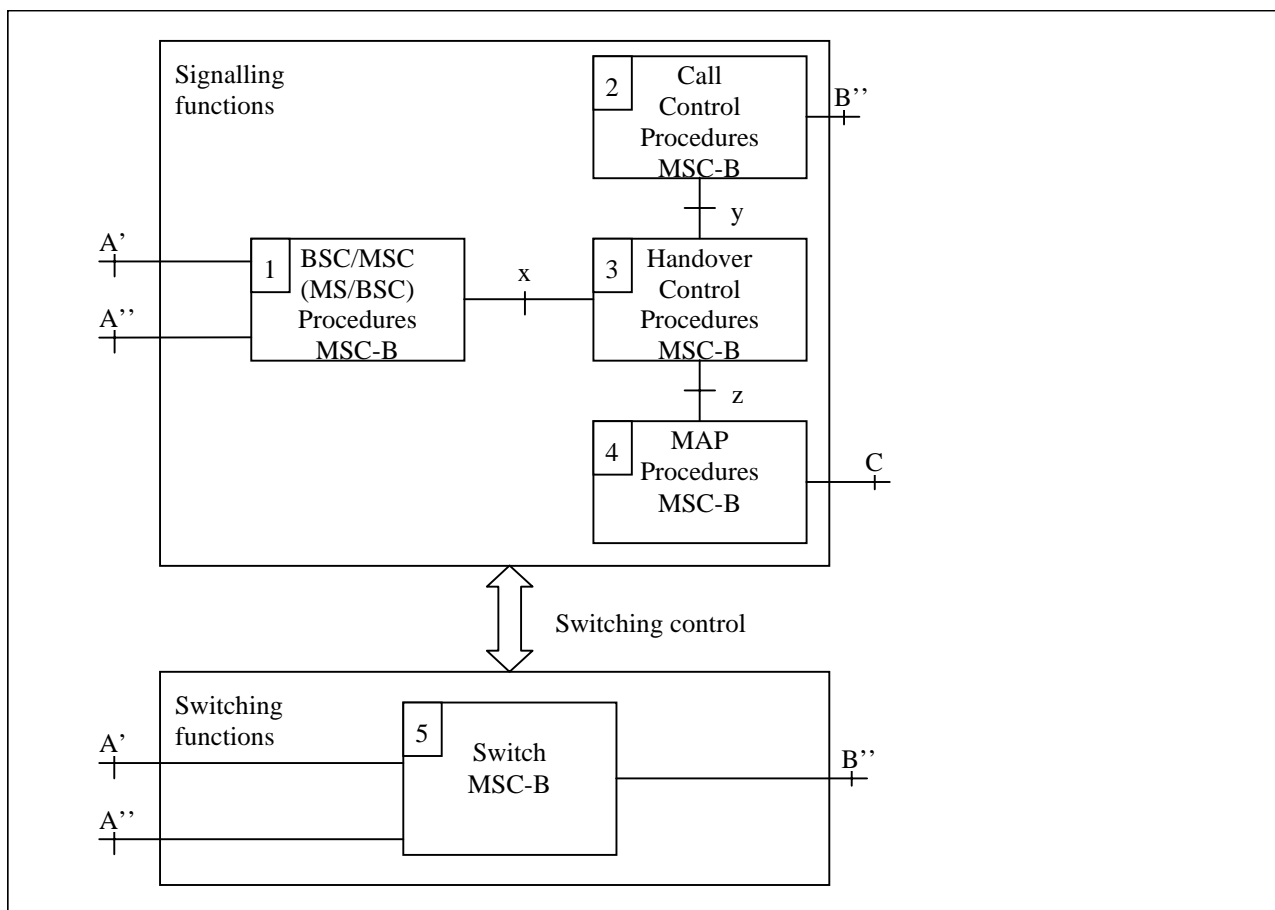 Signalling
functions
2
Call
Control
Procedures
MSC-B
B’’
y
A’
A’’
1
BSC/MSC
(MS/BSC)
Procedures
MSC-B
x
3
Handover
Control
Procedures
MSC-B
z
4
MAP
Procedures
MSC-B
C
Switching control
Switching
functions
A’
A’’
5
Switch
MSC-B
B’’